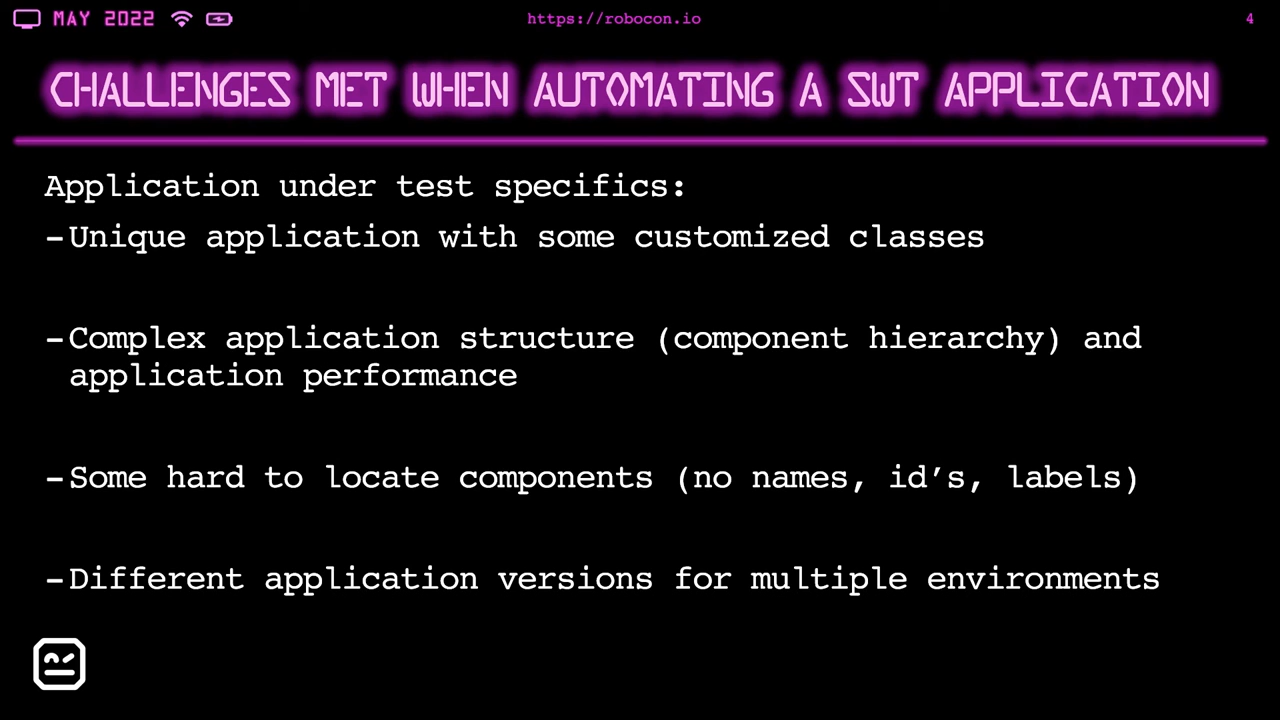 MAY 2022
https://robocon.io
4
CHALLENGES MET WHEN AUTOMATING A SWT APPLICATION
Application under test specifics:
–Unique application with some customized classes
–Complex application structure (component hierarchy) and
application performance
–Some hard to locate components (no names, id’s, labels)
–Different application versions for multiple environments